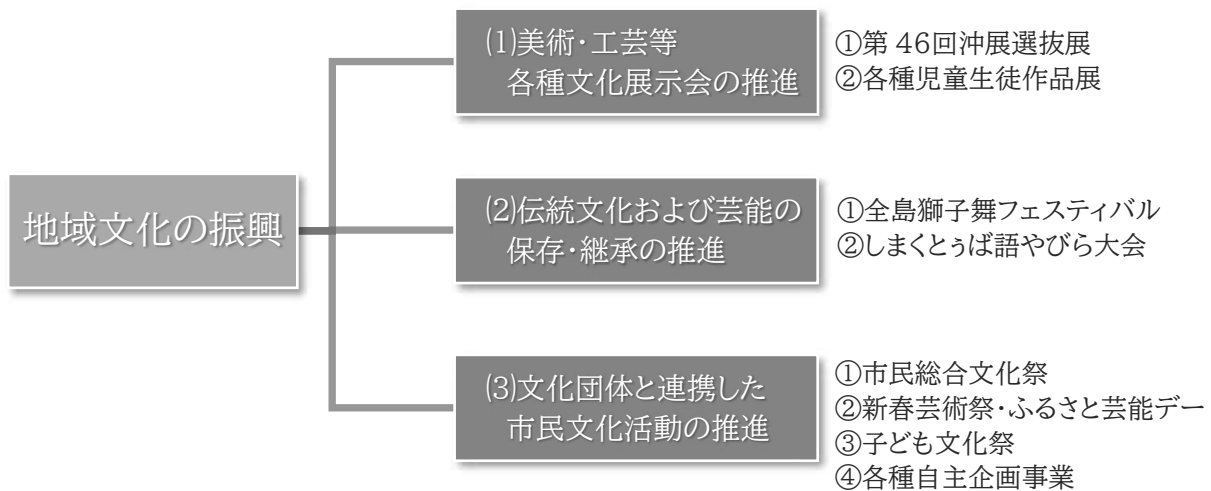 地域文化の振興
(1)美術・工芸等
各種文化展示会の推進
①第46回沖展選抜展
②各種児童生徒作品展
(2)伝統文化および芸能の
保存・継承の推進
①全島獅子舞フェスティバル
②しまくとぅば語やびら大会
(3)文化団体と連携した
市民文化活動の推進
①市民総合文化祭
②新春芸術祭・ふるさと芸能デー
③子ども文化祭
④各種自主企画事業